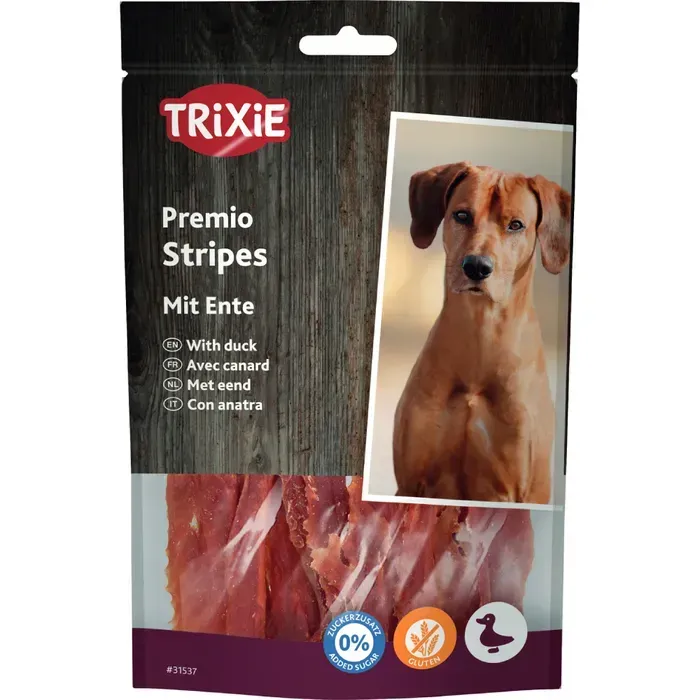 TRiXiE
Premio
Stripes
Mit Ente
EN With duck
FR Avec canard
NL Met eend
IT Con anatra
ZUCKERZUSATZ
0%
ADDED SUGAR
GLUTEN
#31537